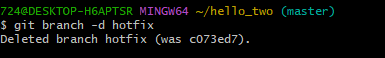 724@DESKTOP-H6APTSR MINGW64 ~/hello_two (master)
$ git branch -d hotfix
Deleted branch hotfix (was c073ed7).